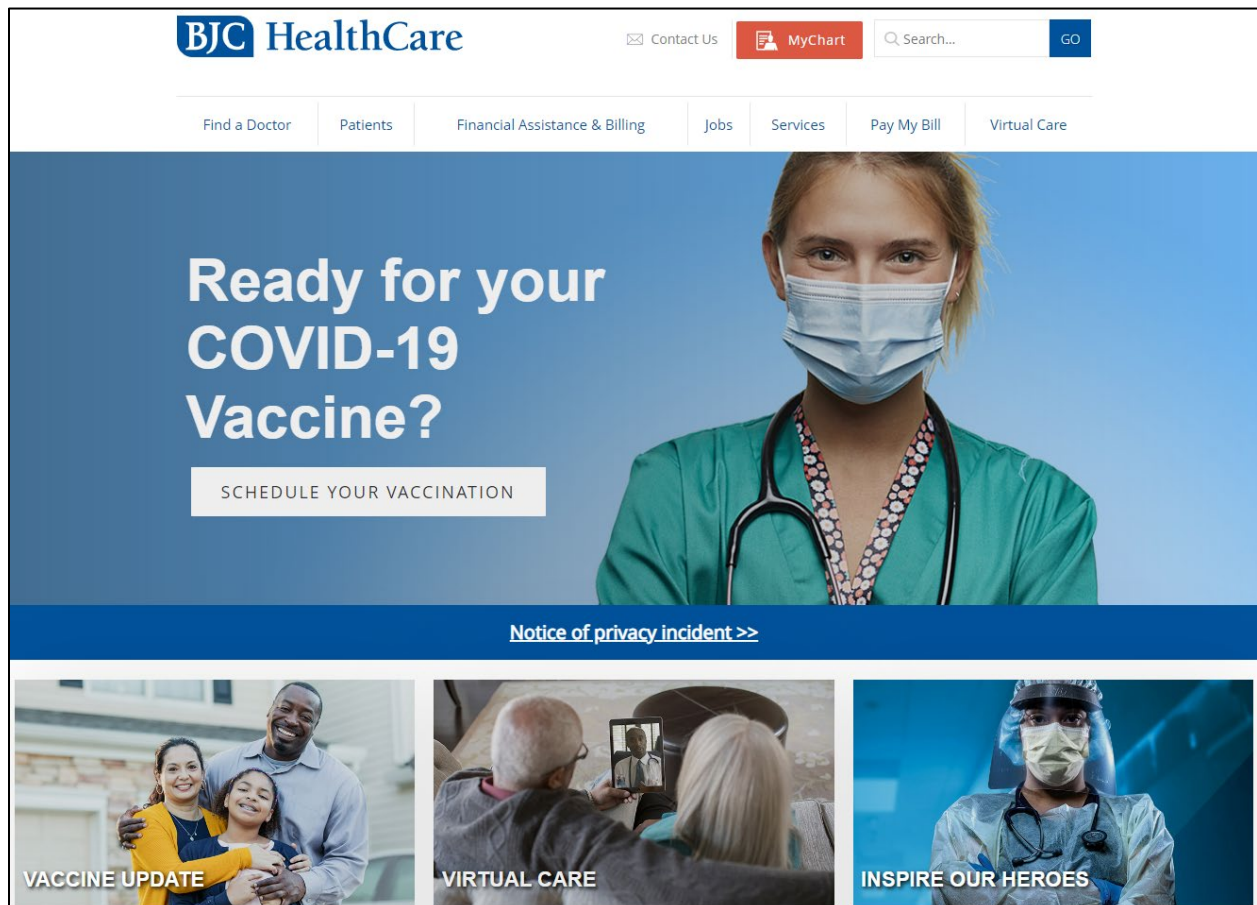 BJC HealthCare
Contact Us
MyChart
Search...
GO
Find a Doctor
Patients
Financial Assistance & Billing
Jobs
Services
Pay My Bill
Virtual Care
Ready for your
COVID-19
Vaccine?
SCHEDULE YOUR VACCINATION
Notice of privacy incident >>
VACCINE UPDATE
VIRTUAL CARE
INSPIRE OUR HEROES